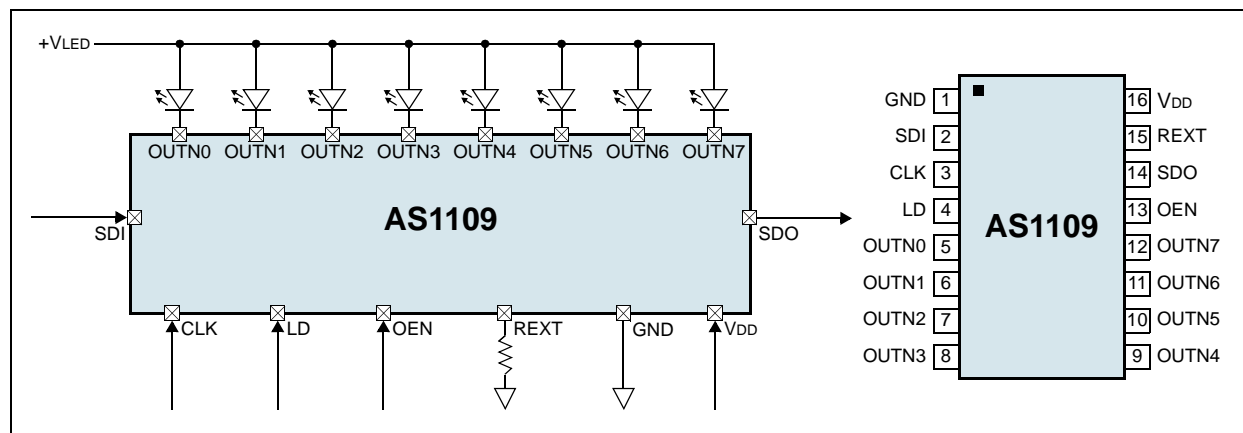 +VLED
OUTN0 OUTN1 OUTN2 OUTN3 OUTN4 OUTN5 OUTN6 OUTN7
AS1109
SDI
SDO
CLK
LD
OEN
REXT
GND
VDD
GND 1
SDI 2
CLK 3
LD 4
OUTN0 5
OUTN1 6
OUTN2 7
OUTN3 8
AS1109
16 VDD
15 REXT
14 SDO
13 OEN
12 OUTN7
11 OUTN6
10 OUTN5
9 OUTN4